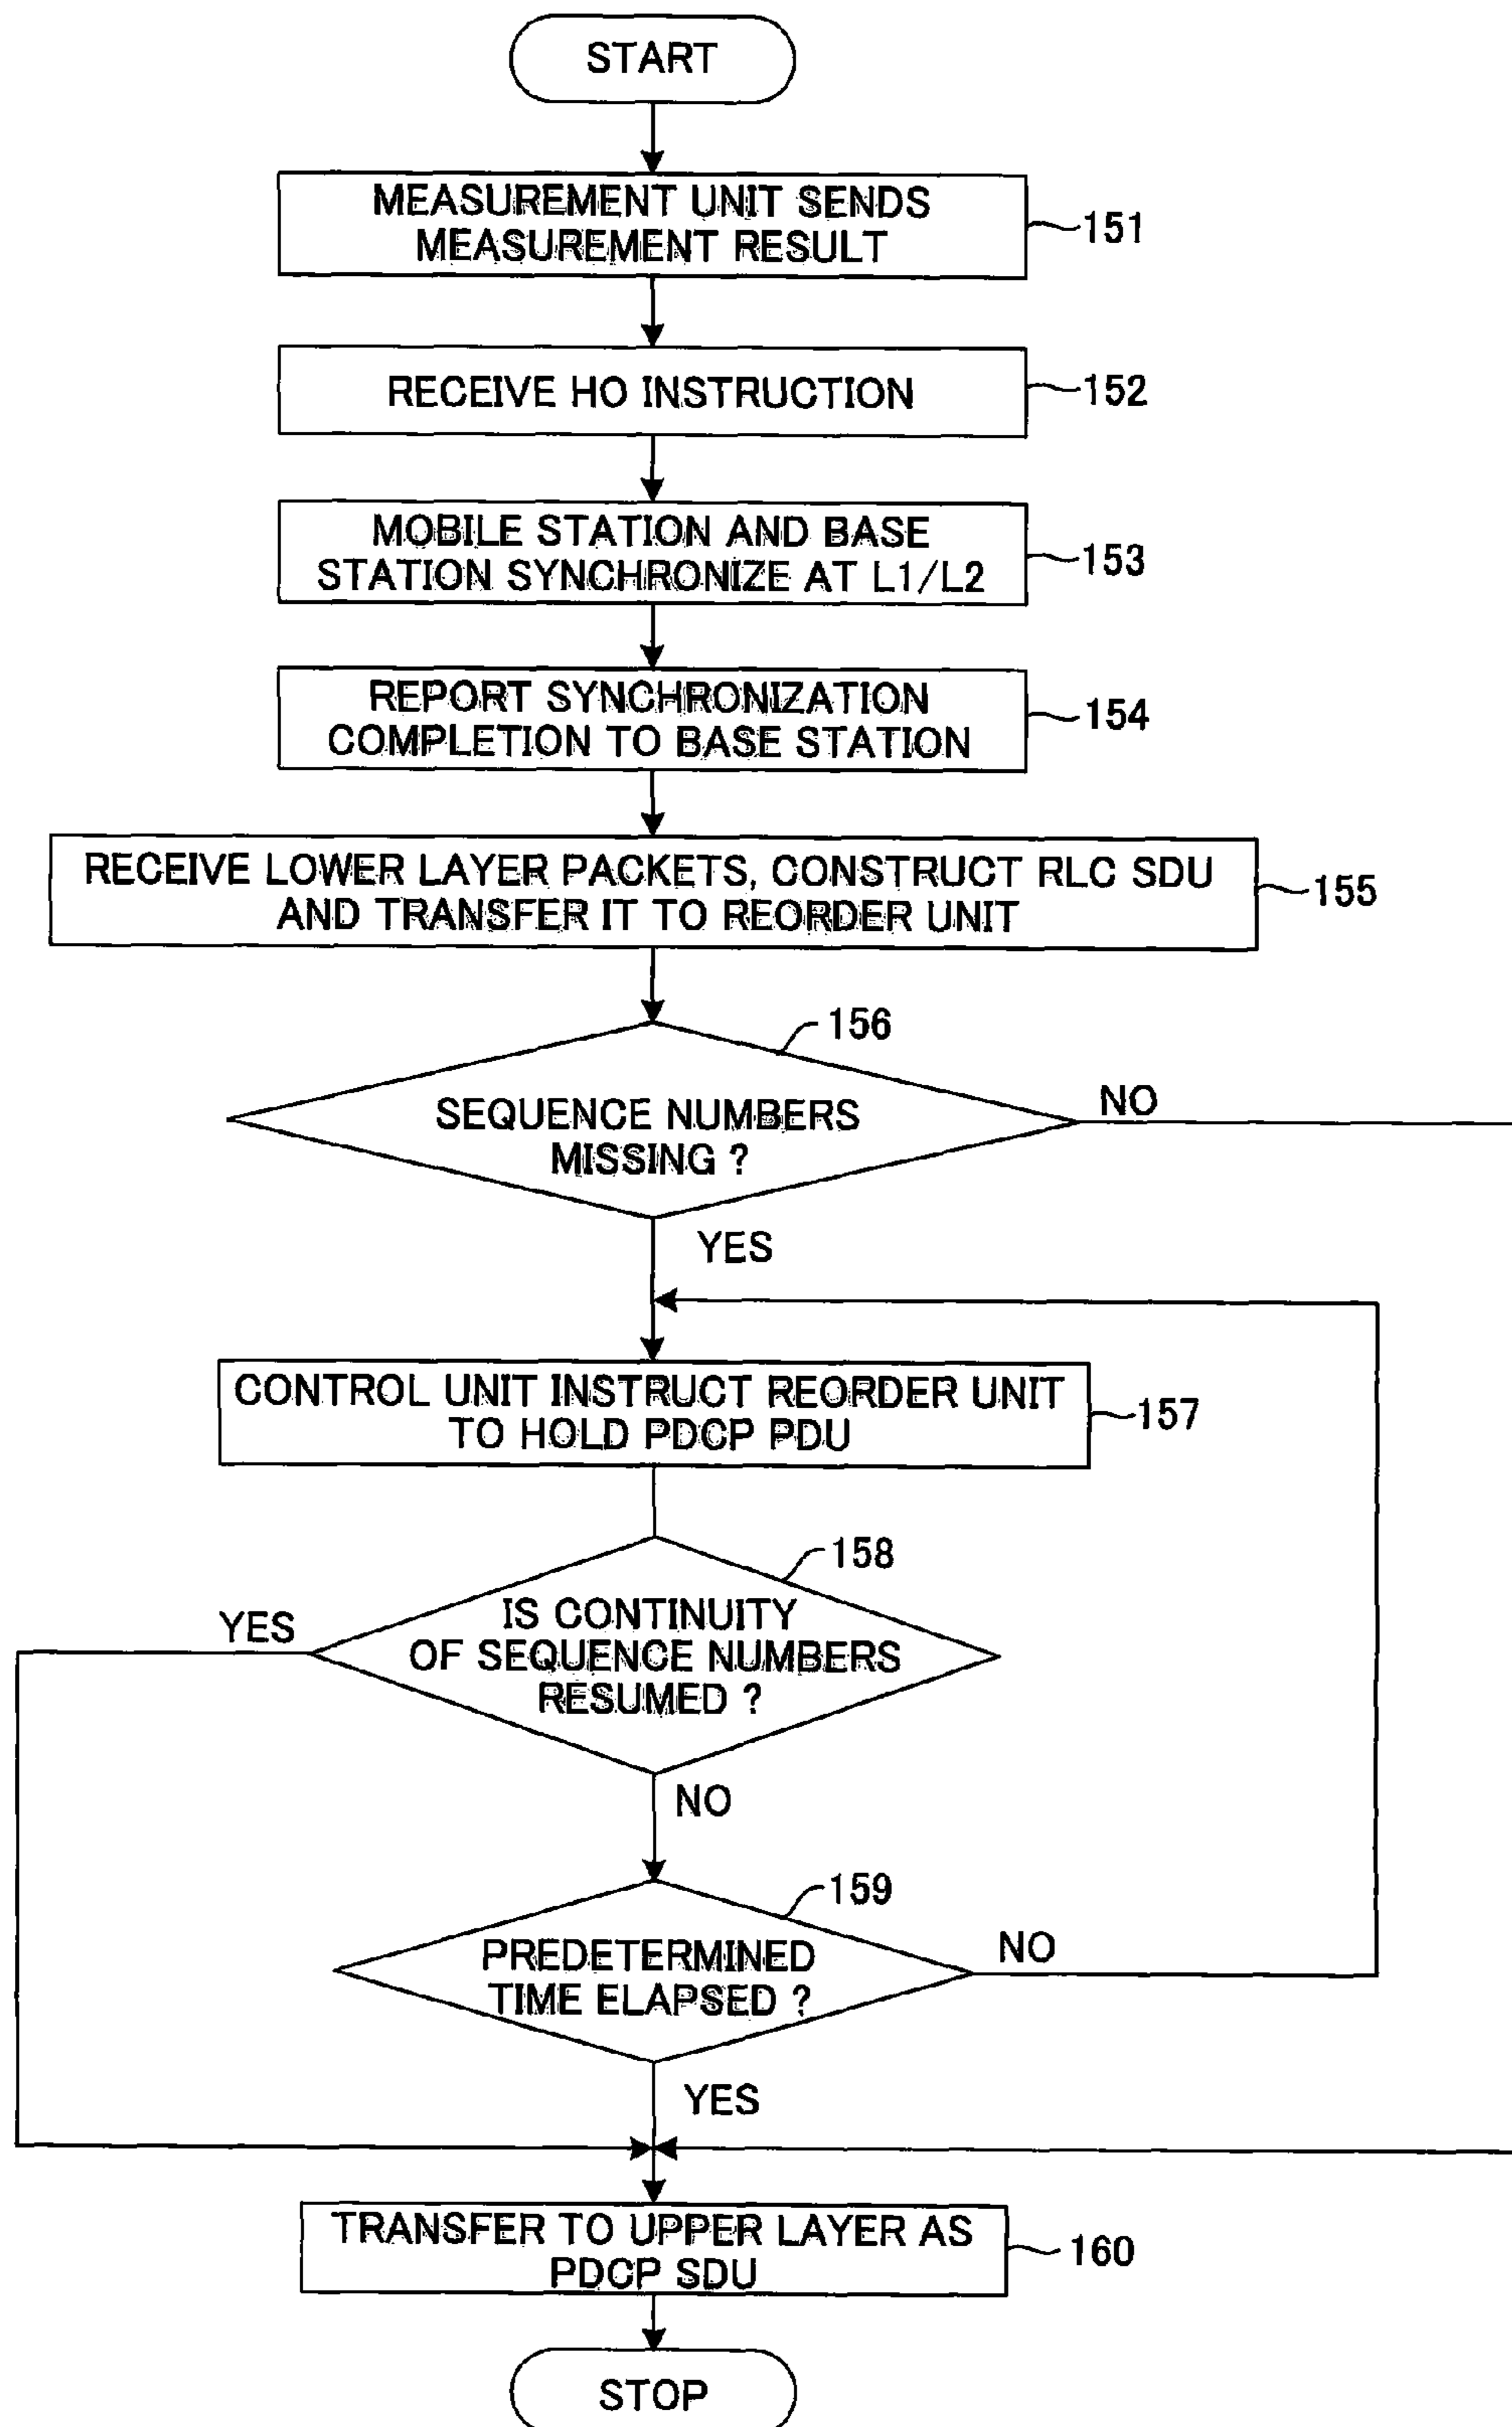 START
MEASUREMENT UNIT SENDS
MEASUREMENT RESULT
151
RECEIVE HO INSTRUCTION
152
MOBILE STATION AND BASE
STATION SYNCHRONIZE AT L1/L2
153
REPORT SYNCHRONIZATION
COMPLETION TO BASE STATION
154
RECEIVE LOWER LAYER PACKETS, CONSTRUCT RLC SDU
AND TRANSFER IT TO REORDER UNIT
155
156
SEQUENCE NUMBERS
MISSING ?
NO
YES
CONTROL UNIT INSTRUCT REORDER UNIT
TO HOLD PDCP PDU
157
158
IS CONTINUITY
OF SEQUENCE NUMBERS
RESUMED ?
YES
NO
159
PREDETERMINED
TIME ELAPSED ?
NO
YES
TRANSFER TO UPPER LAYER AS
PDCP SDU
160
STOP